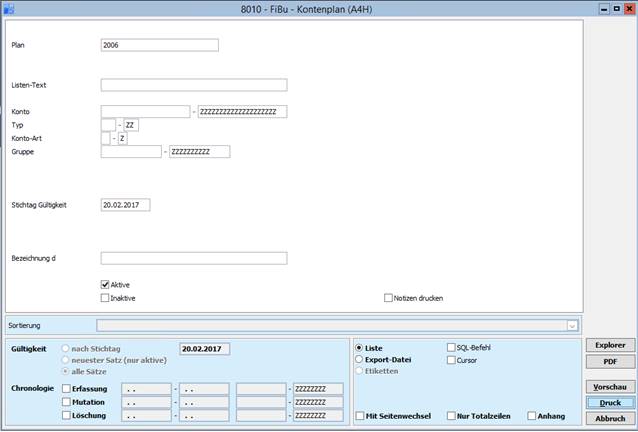 8010 - FiBu - Kontenplan (A4H)
Plan 2006
Listen-Text
Konto - ZZZZZZZZZZZZZZZZZZZZ
Typ - ZZ
Konto-Art - Z
Gruppe - ZZZZZZZZZZ
Stichtag Gültigkeit 20.02.2017
Bezeichnung d
Aktive
Inaktive Notizen drucken
Sortierung
Gültigkeit nach Stichtag 20.02.2017
neuester Satz (nur aktive)
alle Sätze
Chronologie Erfassung . . - . . - ZZZZZZZZ
Mutation . . - . . - ZZZZZZZZ
Löschung . . - . . - ZZZZZZZZ
Liste SQL-Befehl
Export-Datei Cursor
Etiketten
Mit Seitenwechsel Nur Totalzeilen Anhang
Explorer
PDF
Vorschau
Druck
Abbruch